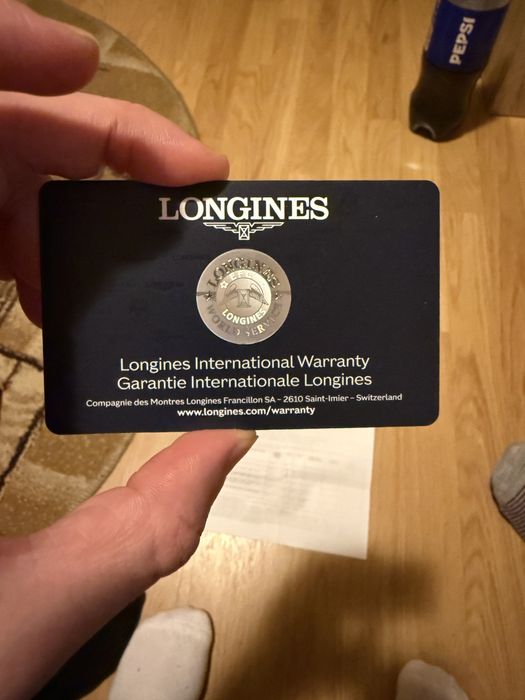 LONGINES
LONGINES
LONGINES
WORLD SERVICE
Longines International Warranty
Garantie Internationale Longines
Compagnie des Montres Longines Francillon SA – 2610 Saint-Imier – Switzerland
www.longines.com/warranty
PEPSI